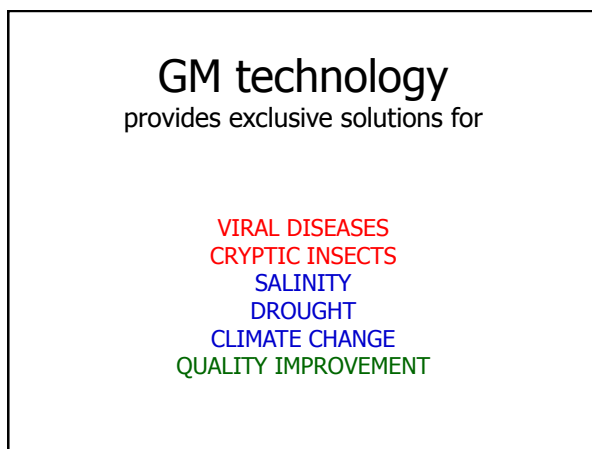 GM technology
provides exclusive solutions for
VIRAL DISEASES
CRYPTIC INSECTS
SALINITY
DROUGHT
CLIMATE CHANGE
QUALITY IMPROVEMENT